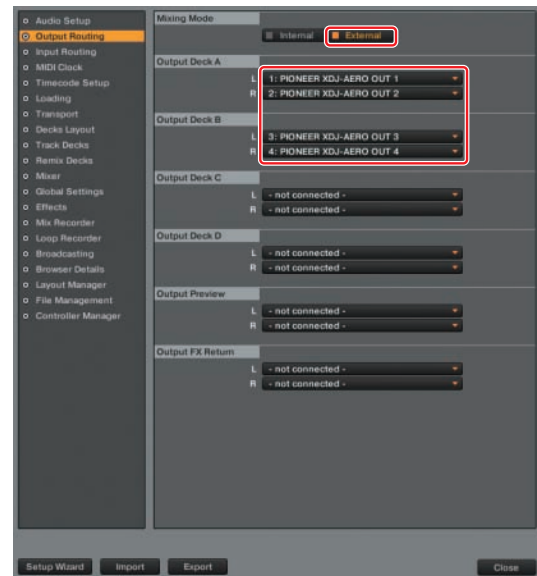 Audio Setup
Output Routing
Input Routing
MIDI Clock
Timecode Setup
Loading
Transport
Decks Layout
Track Decks
Remix Decks
Mixer
Global Settings
Effects
Mix Recorder
Loop Recorder
Broadcasting
Browser Details
Layout Manager
File Management
Controller Manager
Mixing Mode
Internal External
Output Deck A
L 1: PIONEER XDJ-AERO OUT 1
R 2: PIONEER XDJ-AERO OUT 2
Output Deck B
L 3: PIONEER XDJ-AERO OUT 3
R 4: PIONEER XDJ-AERO OUT 4
Output Deck C
L - not connected -
R - not connected -
Output Deck D
L - not connected -
R - not connected -
Output Preview
L - not connected -
R - not connected -
Output FX Return
L - not connected -
R - not connected -
Setup Wizard Import Export Close